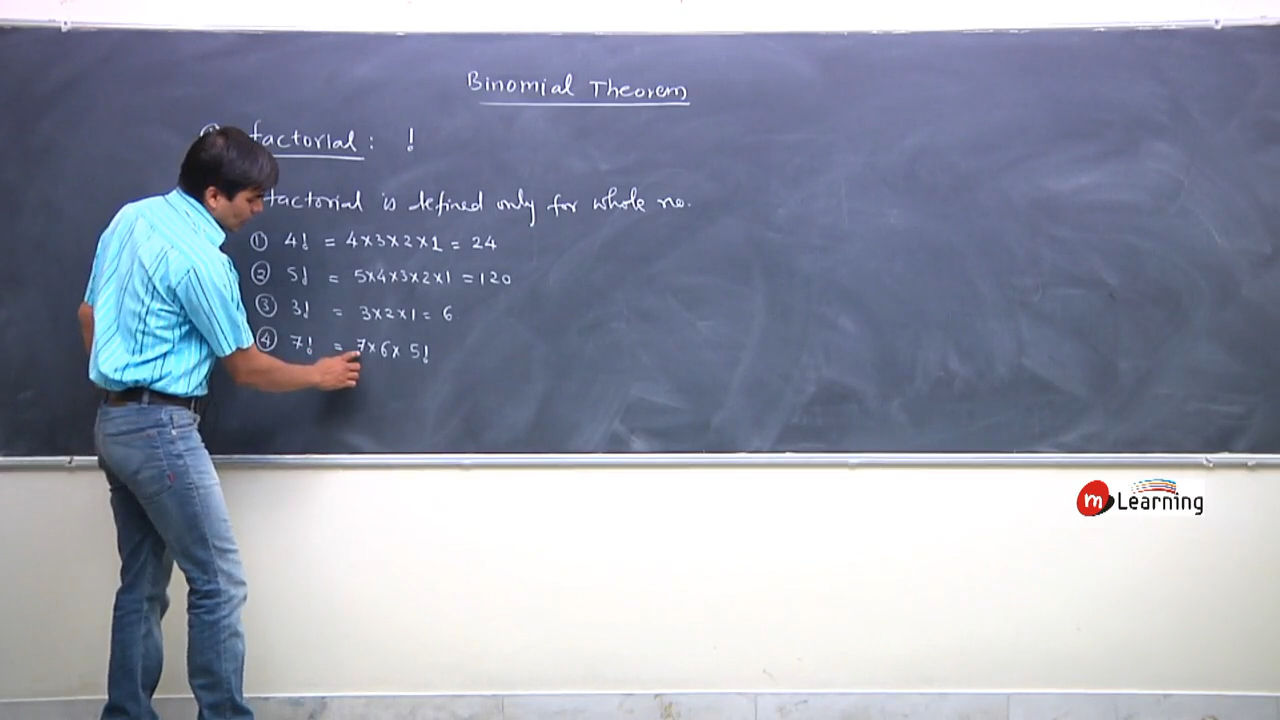 Binomial Theorem
factorial : !
factorial is defined only for whole no.
① 4! = 4×3×2×1 = 24
② 5! = 5×4×3×2×1 = 120
③ 3! = 3×2×1 = 6
④ 7! = 7×6×5!
m Learning